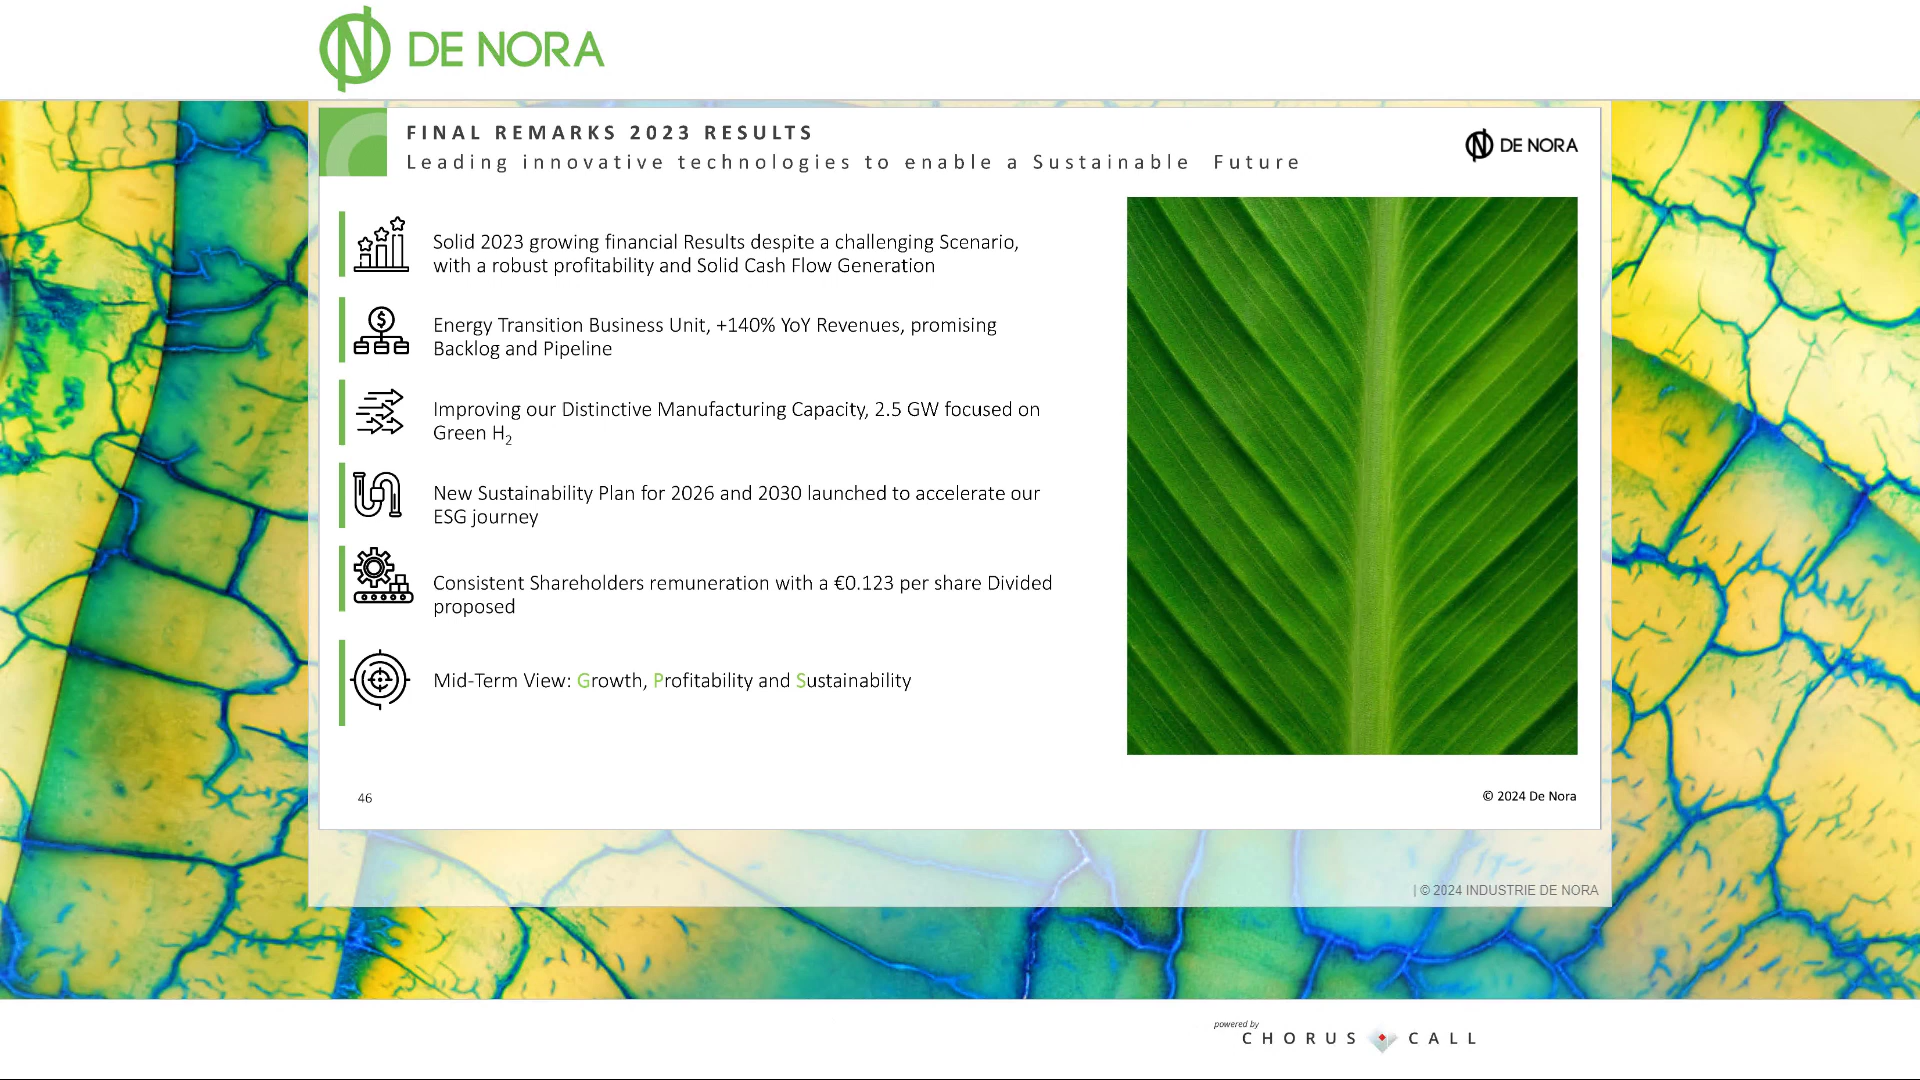 DE NORA
FINAL REMARKS 2023 RESULTS
Leading innovative technologies to enable a Sustainable Future
DE NORA
Solid 2023 growing financial Results despite a challenging Scenario,
with a robust profitability and Solid Cash Flow Generation
Energy Transition Business Unit, +140% YoY Revenues, promising
Backlog and Pipeline
Improving our Distinctive Manufacturing Capacity, 2.5 GW focused on
Green H₂
New Sustainability Plan for 2026 and 2030 launched to accelerate our
ESG journey
Consistent Shareholders remuneration with a €0.123 per share Divided
proposed
Mid-Term View: Growth, Profitability and Sustainability
46
© 2024 De Nora
| © 2024 INDUSTRIE DE NORA
powered by
CHORUS CALL